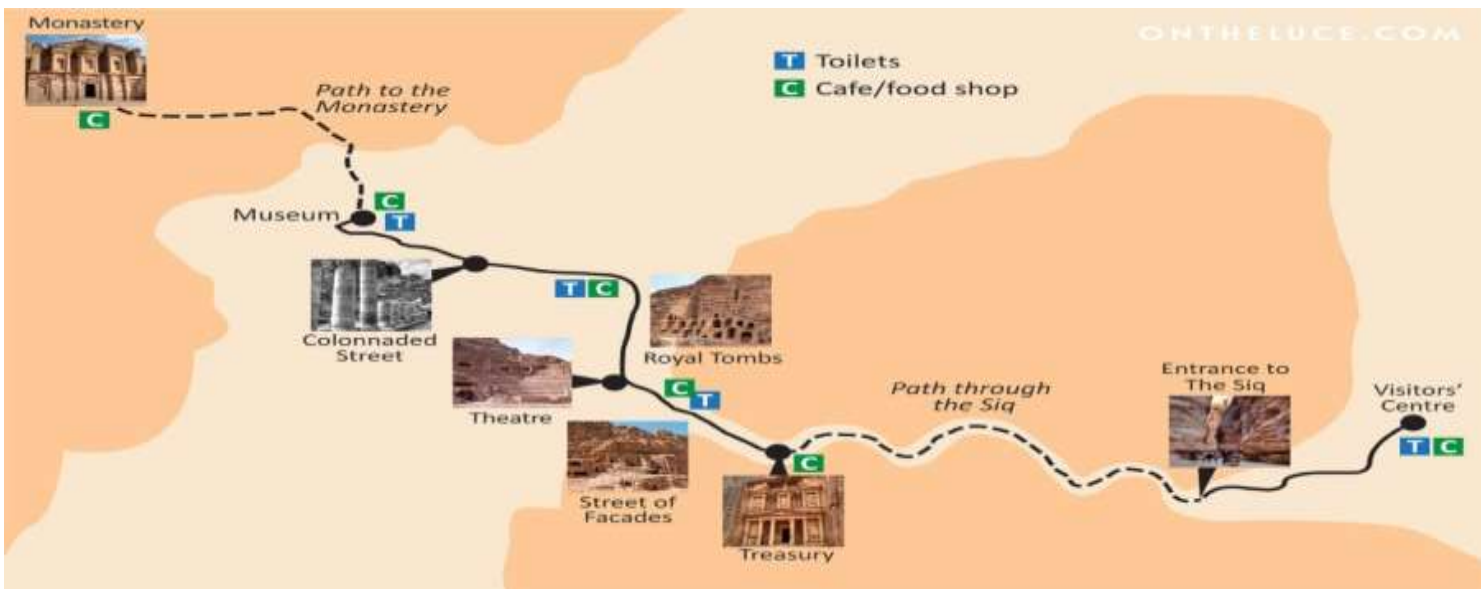 Monastery
ONTHELUCE.COM
T Toilets
C Cafe/food shop
Path to the
Monastery
C
C
Museum
T
T C
Colonnaded
Street
Royal Tombs
Theatre
C
T
Path through
the Siq
Entrance to
The Siq
Visitors'
Centre
T C
C
Street of
Facades
Treasury